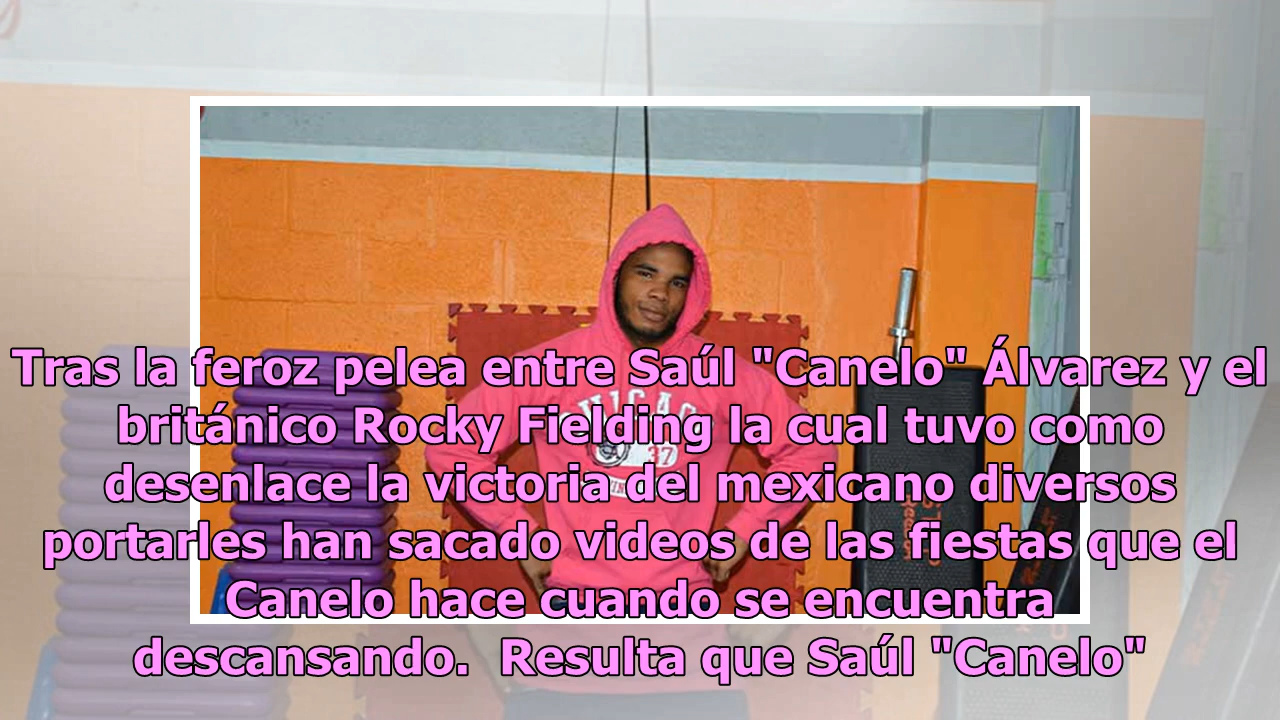 Tras la feroz pelea entre Saúl "Canelo" Álvarez y el
británico Rocky Fielding la cual tuvo como
desenlace la victoria del mexicano diversos
portarles han sacado videos de las fiestas que el
Canelo hace cuando se encuentra
descansando.  Resulta que Saúl "Canelo"
CHICAGO
37